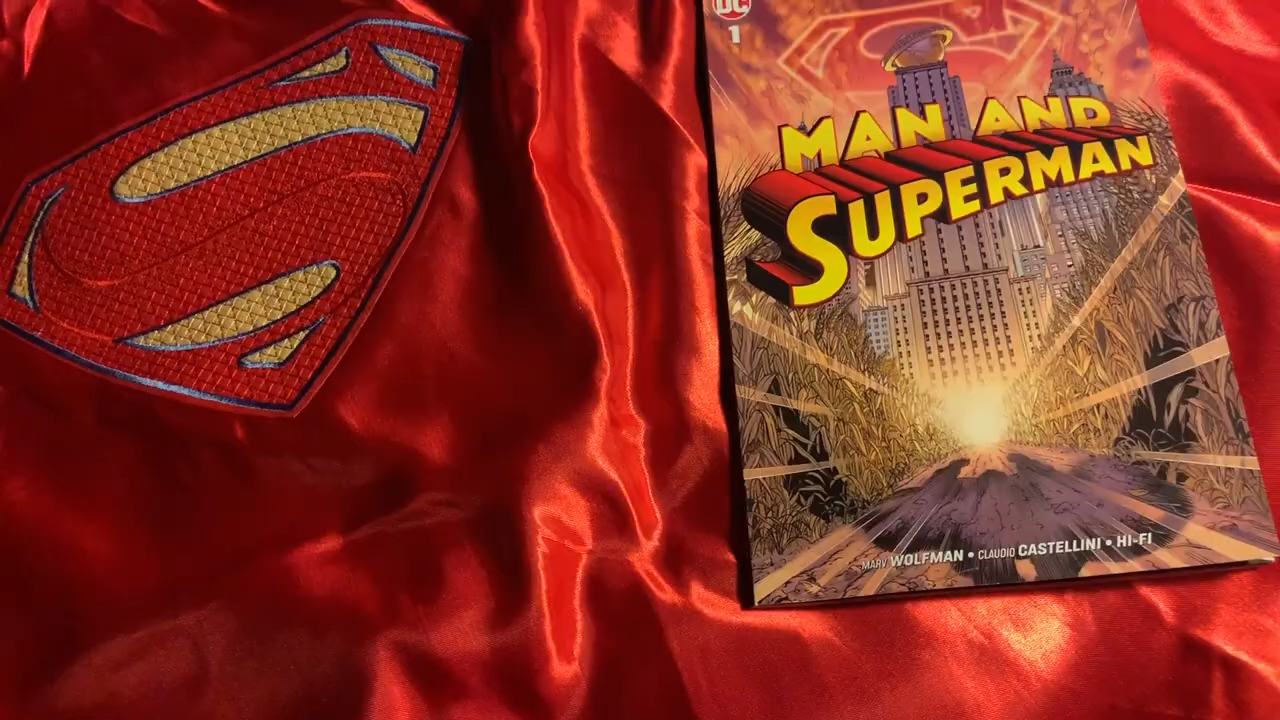 DC
1
MAN AND
SUPERMAN
MARV WOLFMAN • CLAUDIO CASTELLINI • HI-FI